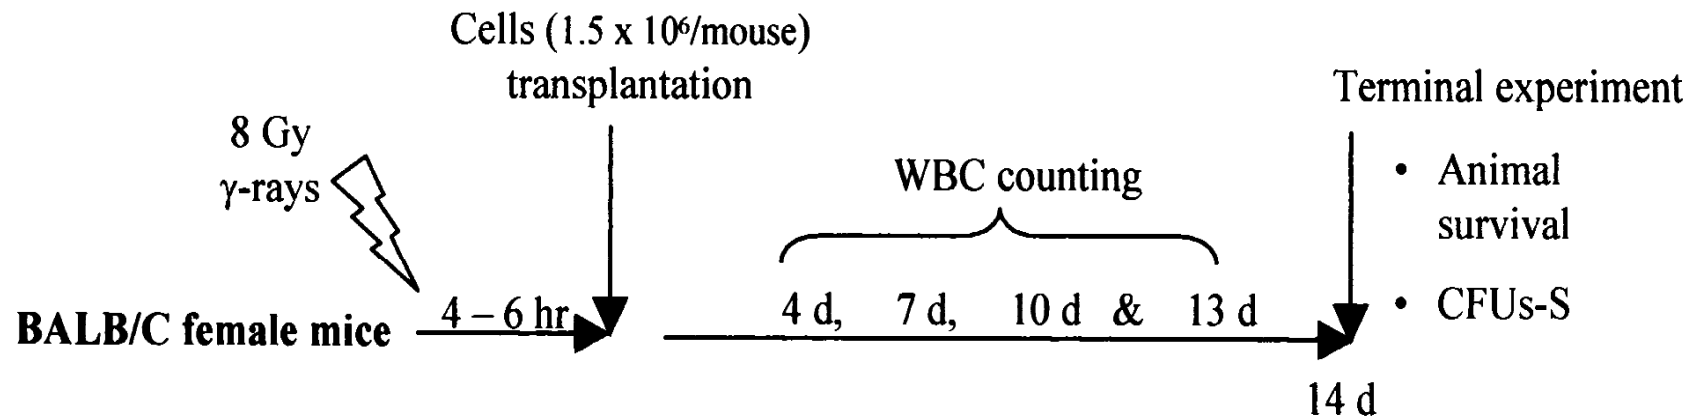 Cells (1.5 x 10⁶/mouse)
transplantation
Terminal experiment
8 Gy
γ-rays
WBC counting
• Animal
survival
BALB/C female mice
4 – 6 hr
4 d, 7 d, 10 d & 13 d
• CFUs-S
14 d